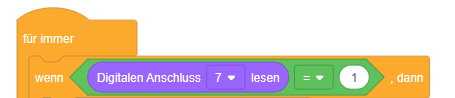 für immer
wenn Digitalen Anschluss 7 lesen = 1 , dann